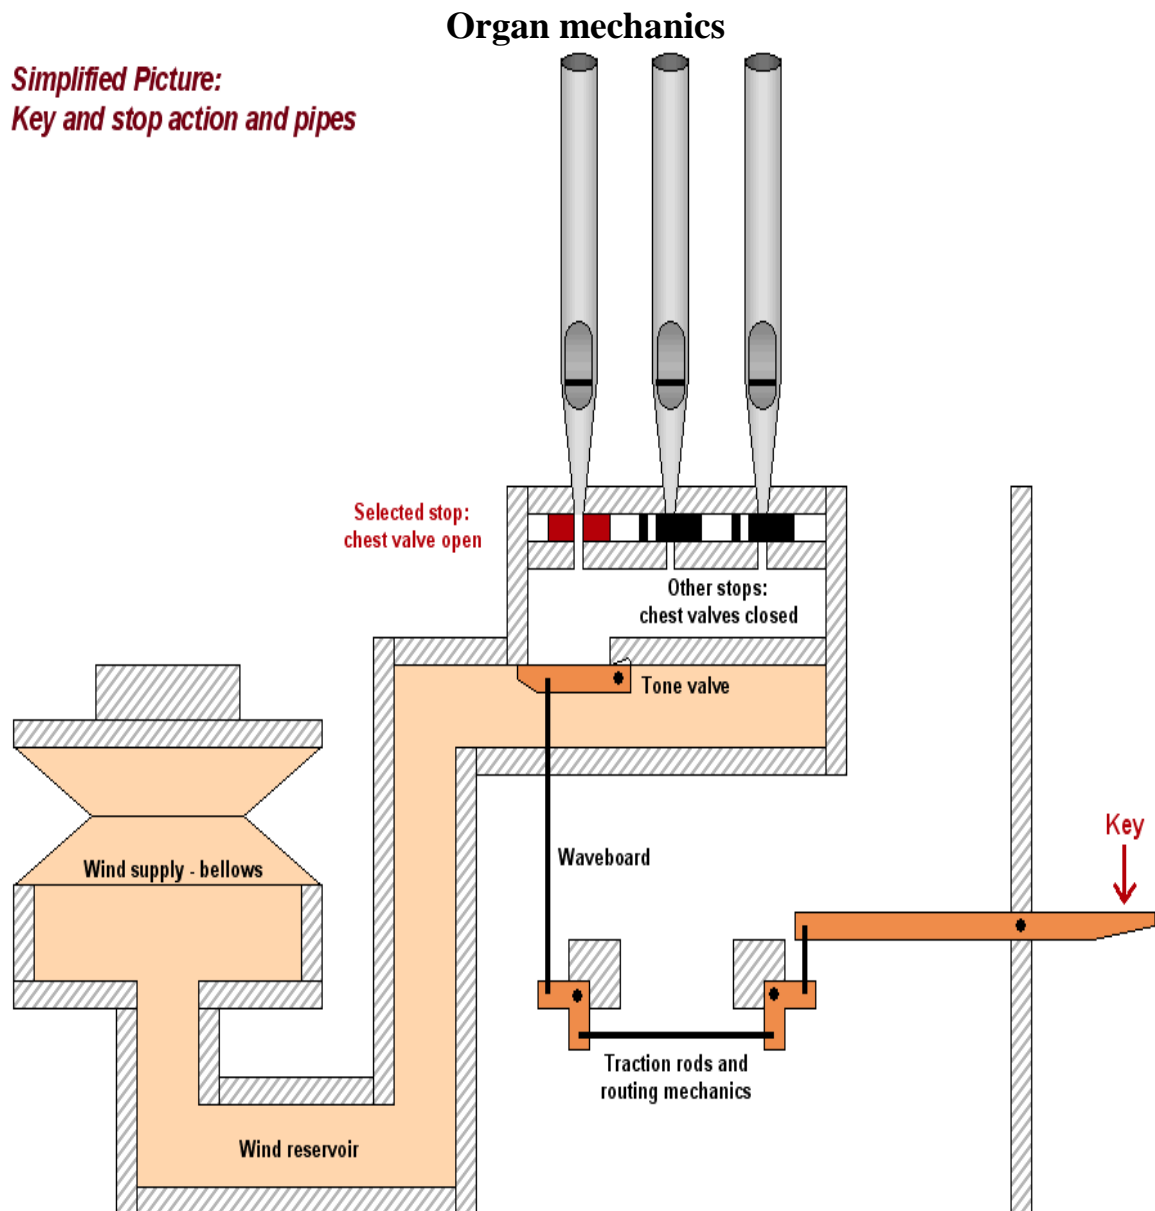 Organ mechanics
Simplified Picture:
Key and stop action and pipes
Selected stop:
chest valve open
Other stops:
chest valves closed
Tone valve
Key
Waveboard
Wind supply - bellows
Traction rods and
routing mechanics
Wind reservoir